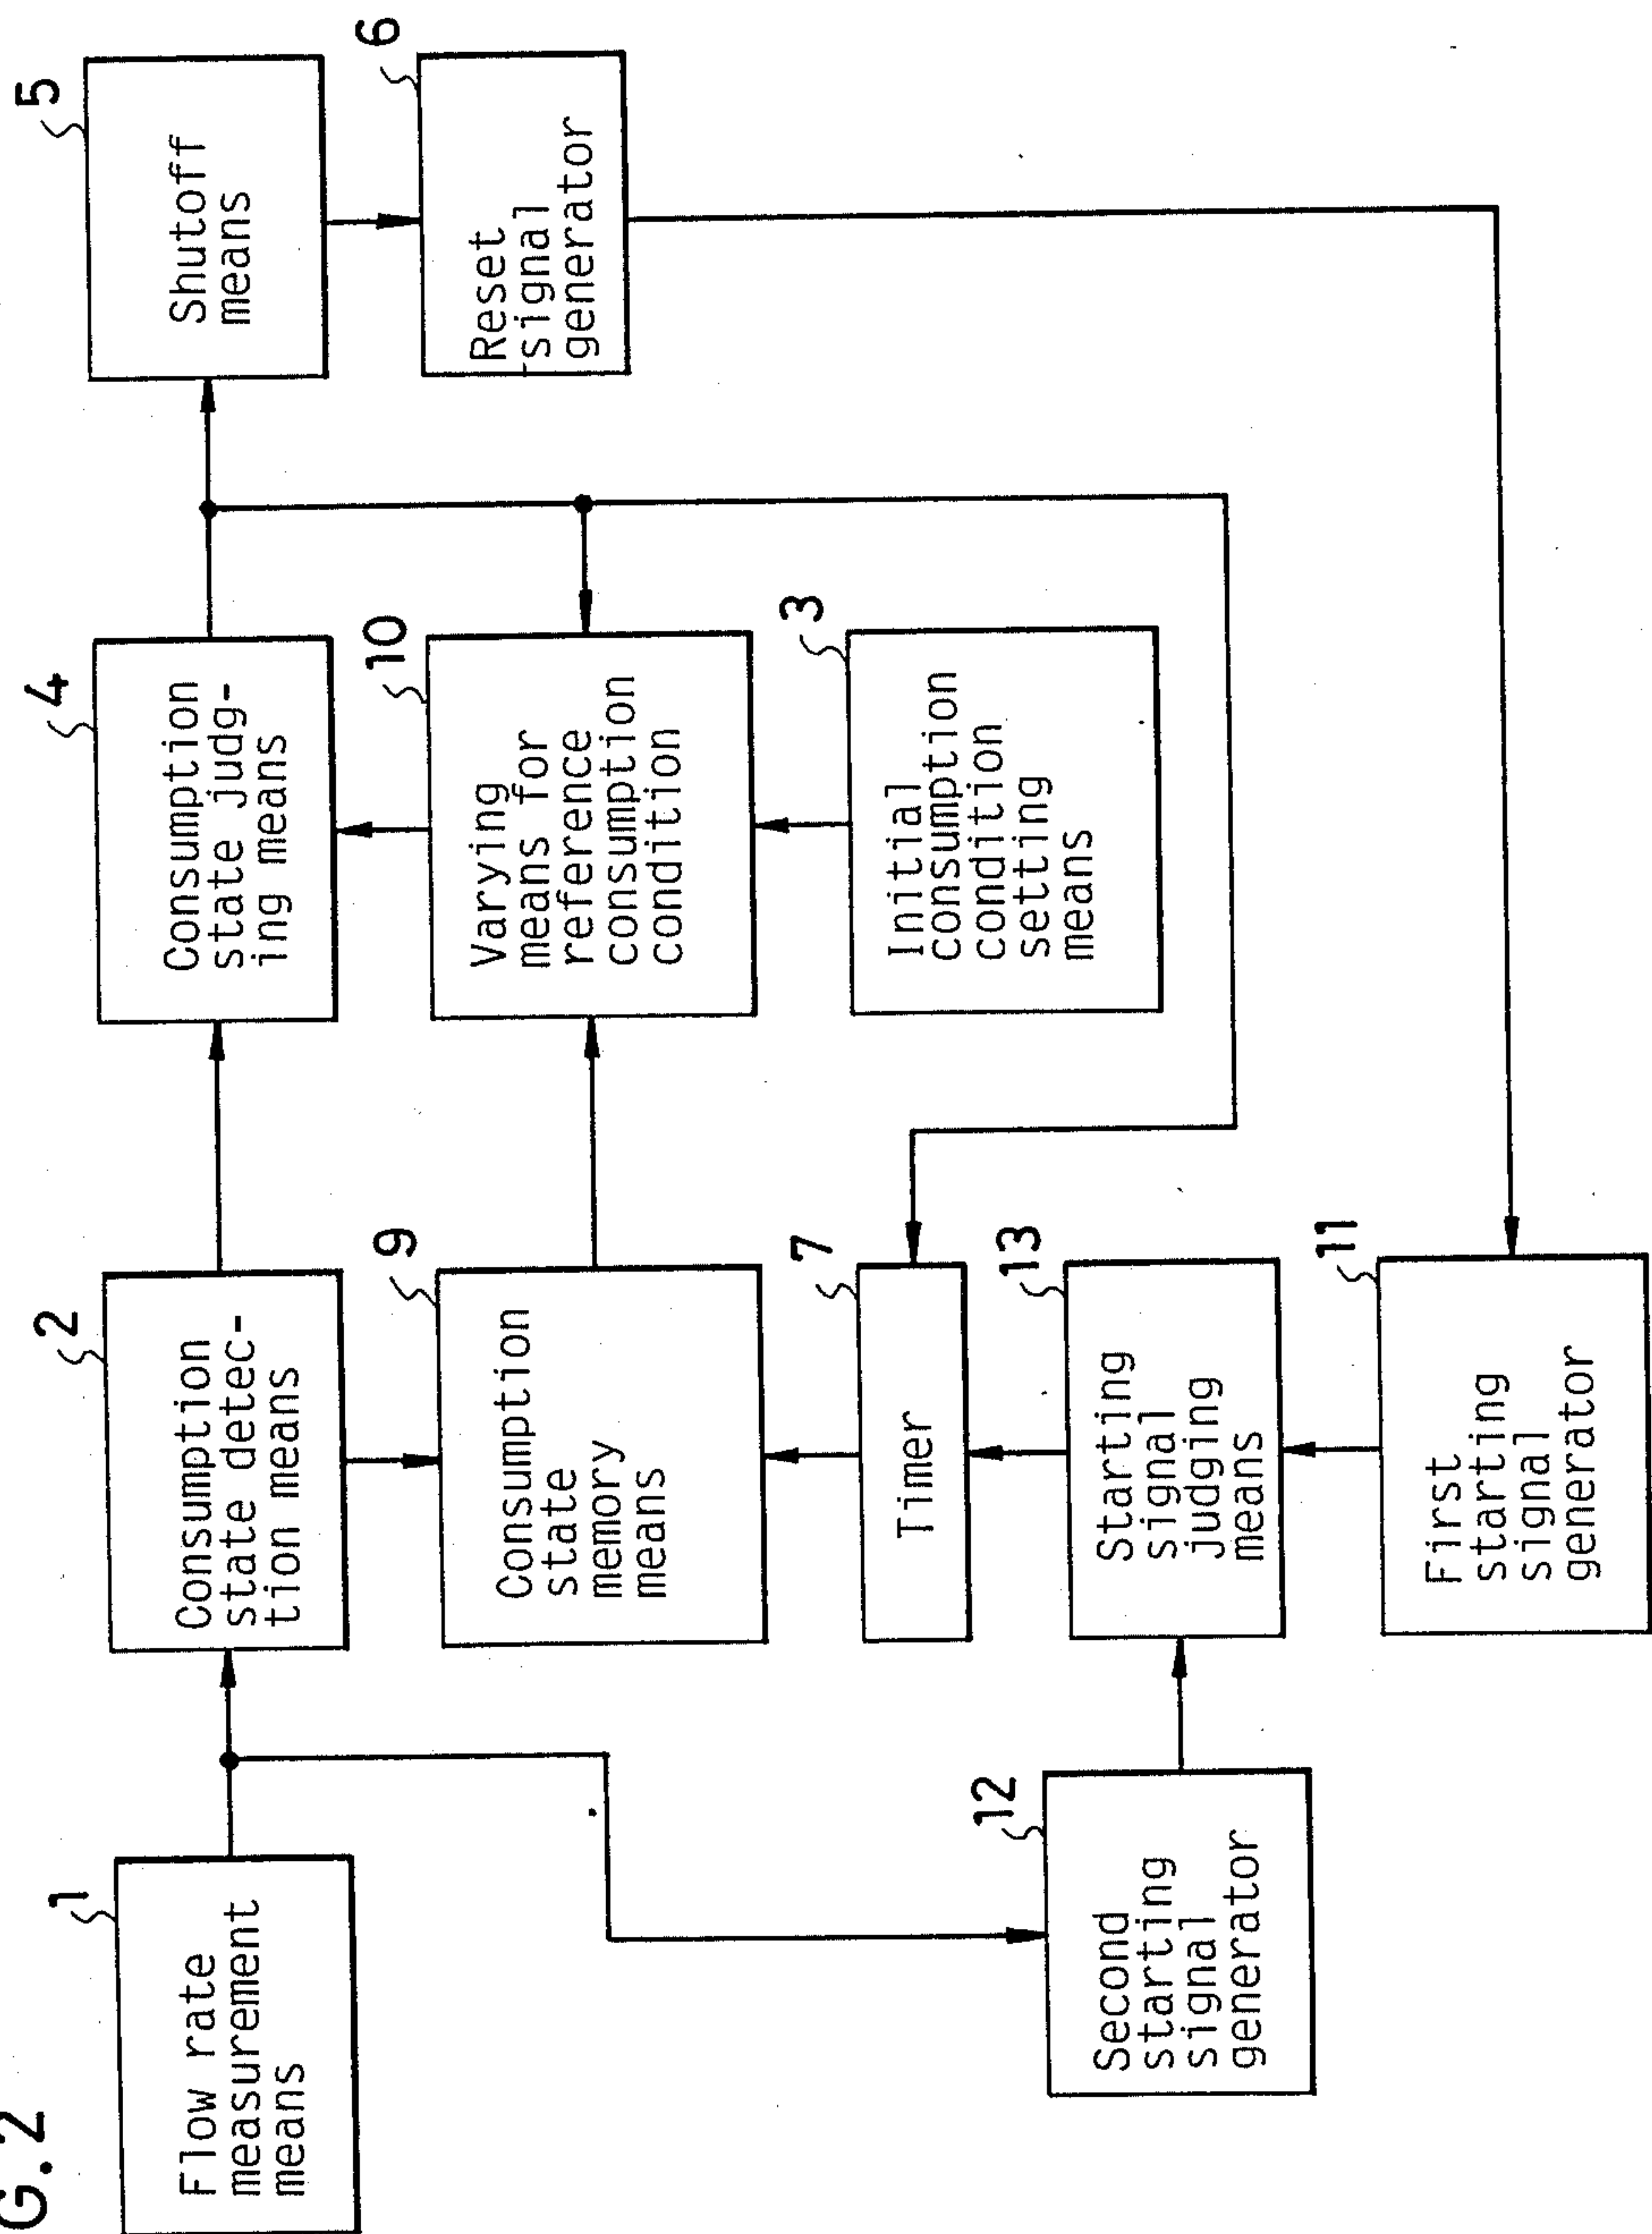 G.2
1
Flow rate
measurement
means
2
Consumption
state detec-
tion means
4
Consumption
state judg-
ing means
5
Shutoff
means
9
Consumption
state
memory
means
10
Varying
means for
reference
consumption
condition
6
Reset
signal
generator
7
Timer
3
Initial
consumption
condition
setting
means
12
Second
starting
signal
generator
13
Starting
signal
judging
means
11
First
starting
signal
generator